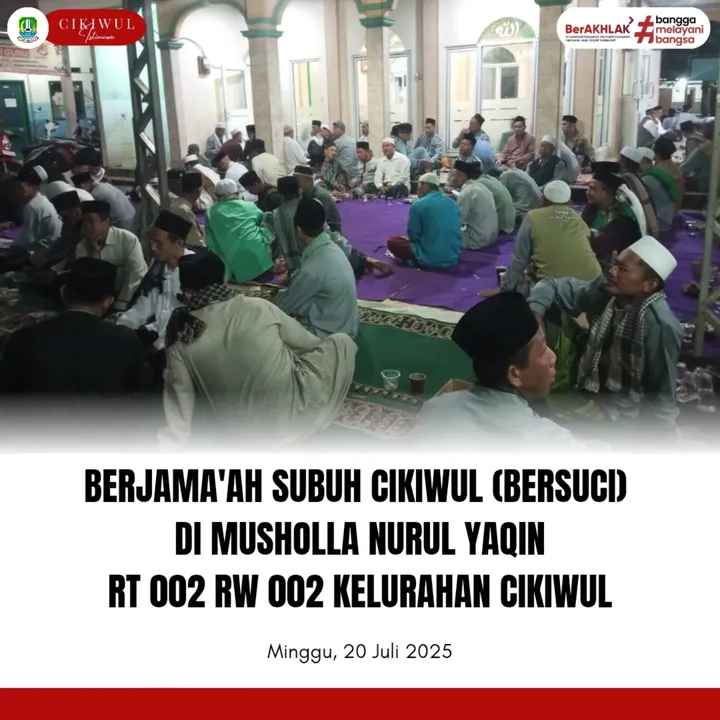 CIKIWUL
Istimewa
BerAKHLAK
#bangga
melayani
bangsa
BERJAMA'AH SUBUH CIKIWUL (BERSUCI)
DI MUSHOLLA NURUL YAQIN
RT 002 RW 002 KELURAHAN CIKIWUL
Minggu, 20 Juli 2025